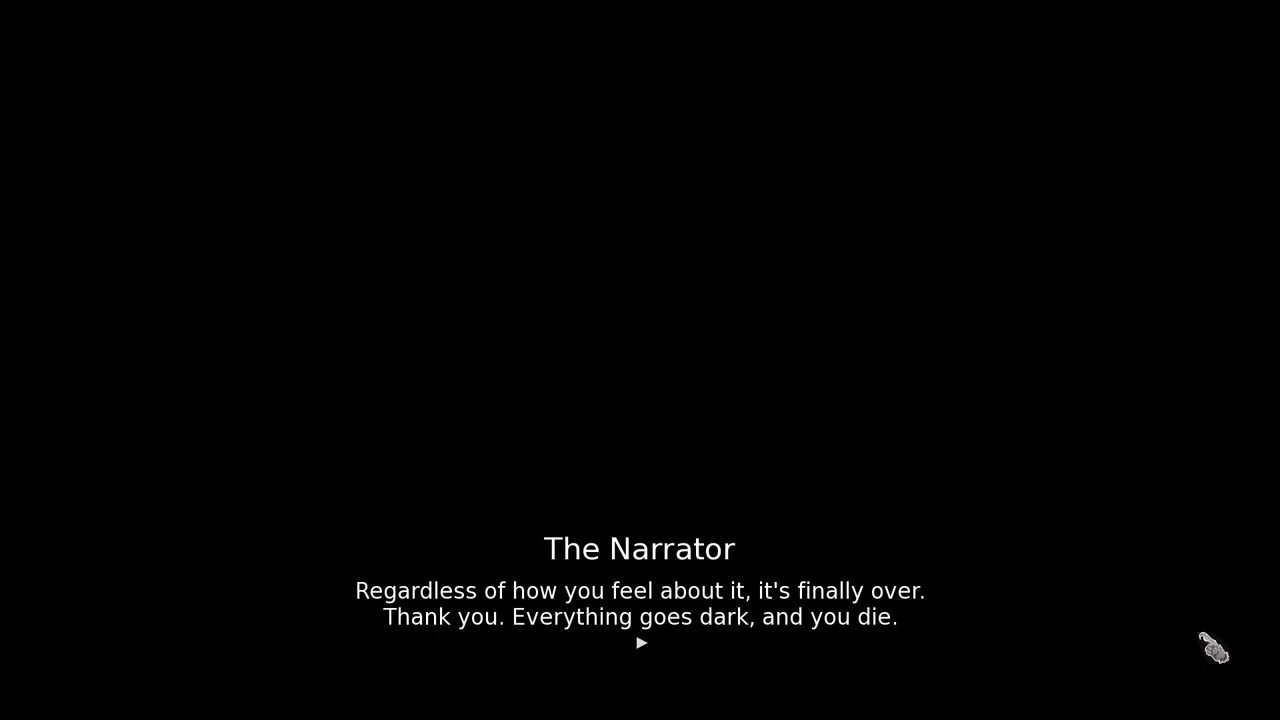 The Narrator
Regardless of how you feel about it, it's finally over.
Thank you. Everything goes dark, and you die.